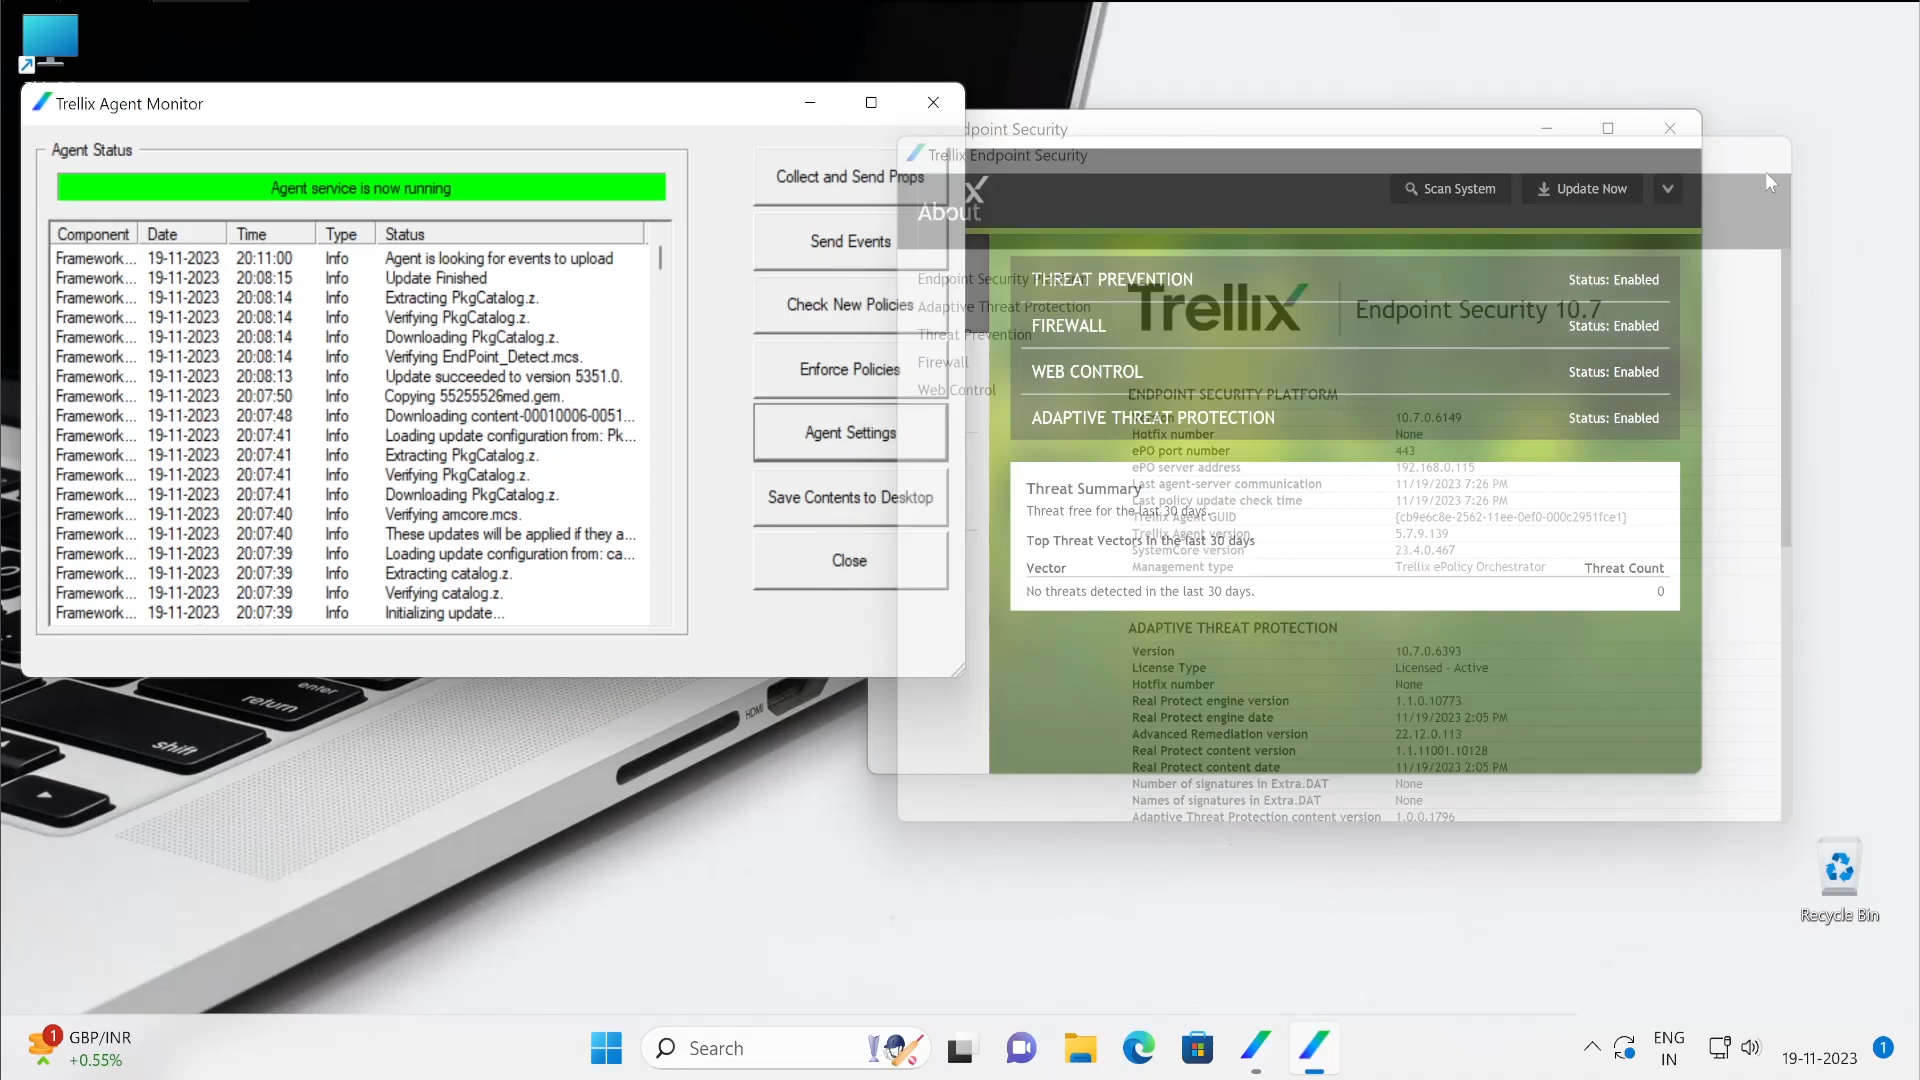 Trellix Agent Monitor
Agent Status
Agent service is now running
Component Date Time Type Status
Framework... 19-11-2023 20:11:00 Info Agent is looking for events to upload
Framework... 19-11-2023 20:08:15 Info Update Finished
Framework... 19-11-2023 20:08:14 Info Extracting PkgCatalog.z.
Framework... 19-11-2023 20:08:14 Info Verifying PkgCatalog.z.
Framework... 19-11-2023 20:08:14 Info Downloading PkgCatalog.z.
Framework... 19-11-2023 20:08:14 Info Verifying EndPoint_Detect.mcs.
Framework... 19-11-2023 20:08:13 Info Update succeeded to version 5351.0.
Framework... 19-11-2023 20:07:50 Info Copying 55255526med.gem.
Framework... 19-11-2023 20:07:48 Info Downloading content-00010006-0051...
Framework... 19-11-2023 20:07:41 Info Loading update configuration from: Pk...
Framework... 19-11-2023 20:07:41 Info Extracting PkgCatalog.z.
Framework... 19-11-2023 20:07:41 Info Verifying PkgCatalog.z.
Framework... 19-11-2023 20:07:41 Info Downloading PkgCatalog.z.
Framework... 19-11-2023 20:07:40 Info Verifying amcore.mcs.
Framework... 19-11-2023 20:07:40 Info These updates will be applied if they a...
Framework... 19-11-2023 20:07:39 Info Loading update configuration from: ca...
Framework... 19-11-2023 20:07:39 Info Extracting catalog.z.
Framework... 19-11-2023 20:07:39 Info Verifying catalog.z.
Framework... 19-11-2023 20:07:39 Info Initializing update...
Collect and Send Props
Send Events
Check New Policies
Enforce Policies
Agent Settings
Save Contents to Desktop
Close
dpoint Security
Trellix Endpoint Security
About
Scan System Update Now
Endpoint Security
Adaptive Threat Protection
Threat Prevention
Firewall
Web Control
THREAT PREVENTION Status: Enabled
Trellix Endpoint Security 10.7
FIREWALL Status: Enabled
WEB CONTROL Status: Enabled
ENDPOINT SECURITY PLATFORM
ADAPTIVE THREAT PROTECTION Status: Enabled
10.7.0.6149
Hotfix number None
ePO port number 443
ePO server address 192.168.0.115
Last agent-server communication 11/19/2023 7:26 PM
Last policy update check time 11/19/2023 7:26 PM
Trellix Agent GUID {cb9e6c8e-2562-11ee-0ef0-000c2951fce1}
Trellix Agent version 5.7.9.139
SystemCore version 23.4.0.467
Management type Trellix ePolicy Orchestrator
Threat Summary
Threat free for the last 30 days.
Top Threat Vectors in the last 30 days
Vector Threat Count
No threats detected in the last 30 days. 0
ADAPTIVE THREAT PROTECTION
Version 10.7.0.6393
License Type Licensed - Active
Hotfix number None
Real Protect engine version 1.1.0.10773
Real Protect engine date 11/19/2023 2:05 PM
Advanced Remediation version 22.12.0.113
Real Protect content version 1.1.11001.10128
Real Protect content date 11/19/2023 2:05 PM
Number of signatures in Extra.DAT None
Names of signatures in Extra.DAT None
Adaptive Threat Protection content version 1.0.0.1796
enter
return
shift
HDMI
Recycle Bin
1
GBP/INR
+0.55%
Search
ENG
IN
19-11-2023
1